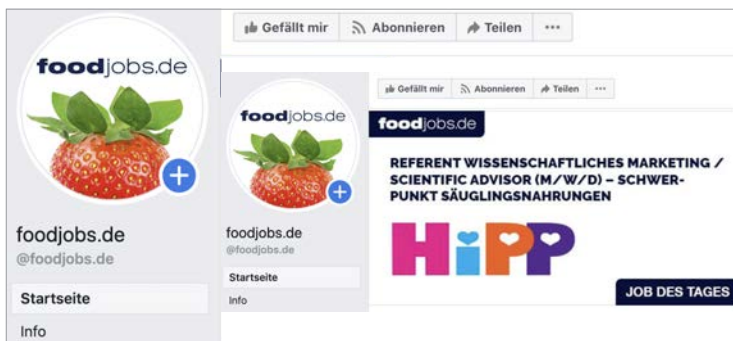 foodjobs.de
foodjobs.de
@foodjobs.de
Startseite
Info
Gefällt mir Abonnieren Teilen ...
foodjobs.de
foodjobs.de
@foodjobs.de
Startseite
Info
Gefällt mir Abonnieren Teilen ...
foodjobs.de
REFERENT WISSENSCHAFTLICHES MARKETING /
SCIENTIFIC ADVISOR (M/W/D) – SCHWER-
PUNKT SÄUGLINGSNAHRUNGEN
HiPP
JOB DES TAGES